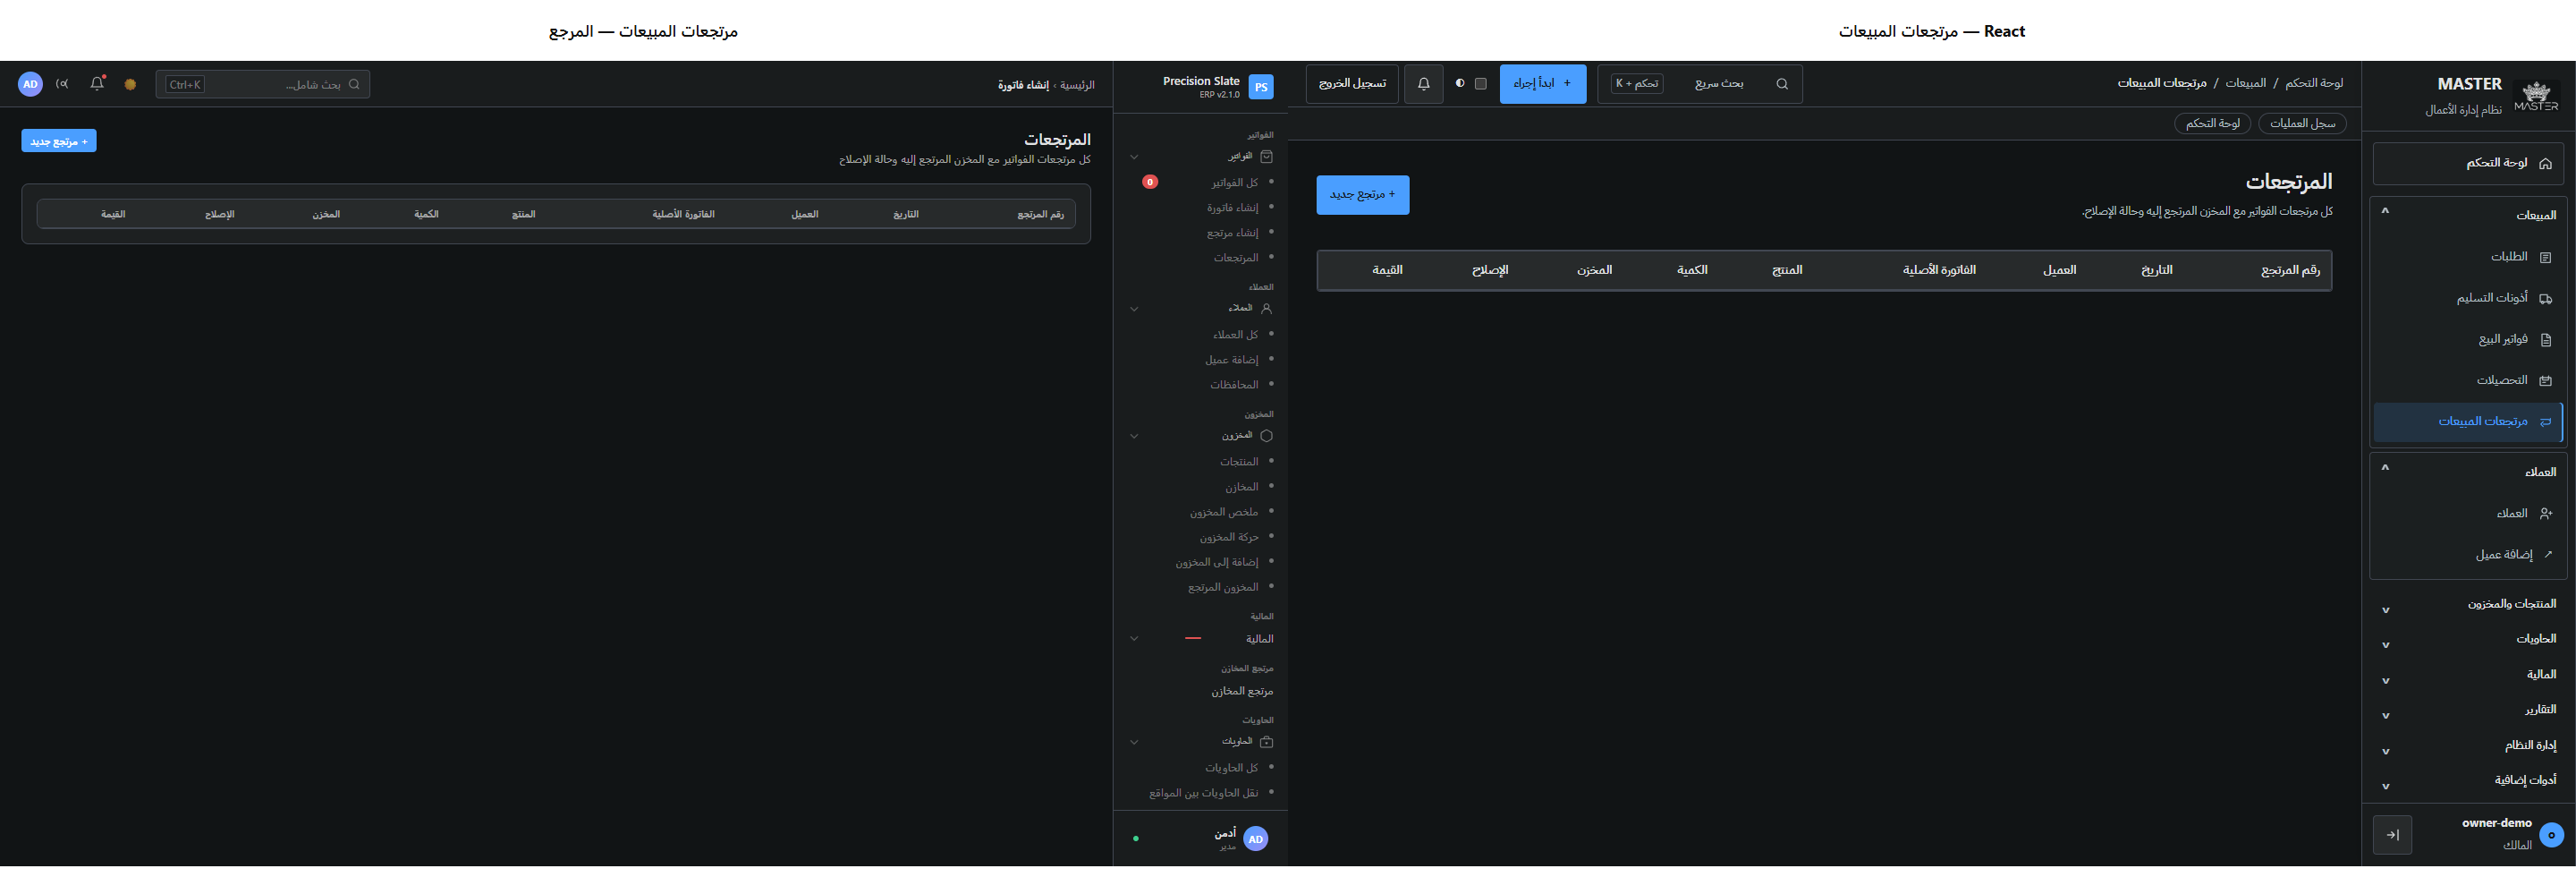 React — مرتجعات المبيعات
MASTER
نظام إدارة الأعمال
MASTER
لوحة التحكم
المبيعات
الطلبات
أذونات التسليم
فواتير البيع
التحصيلات
مرتجعات المبيعات
العملاء
العملاء
إضافة عميل
المنتجات والمخزون
الحاويات
المالية
التقارير
إدارة النظام
أدوات إضافية
owner-demo
المالك
لوحة التحكم / المبيعات / مرتجعات المبيعات
بحث سريع تحكم + K
+ ابدأ إجراء
تسجيل الخروج
سجل العمليات لوحة التحكم
المرتجعات
كل مرتجعات الفواتير مع المخزن المرتجع إليه وحالة الإصلاح.
+ مرتجع جديد
رقم المرتجع التاريخ العميل الفاتورة الأصلية المنتج الكمية المخزن الإصلاح القيمة
مرتجعات المبيعات — المرجع
PS Precision Slate
ERP v2.1.0
الفواتير
الفواتير
كل الفواتير 0
إنشاء فاتورة
إنشاء مرتجع
المرتجعات
العملاء
العملاء
كل العملاء
إضافة عميل
المحافظات
المخزون
المخزون
المنتجات
المخازن
ملخص المخزون
حركة المخزون
إضافة إلى المخزون
المخزون المرتجع
المالية
المالية
مرتجع المخازن
مرتجع المخازن
الحاويات
الحاويات
كل الحاويات
نقل الحاويات بين المواقع
AD أدمن
مدير
الرئيسية › إنشاء فاتورة
بحث شامل... Ctrl+K
AD
المرتجعات
كل مرتجعات الفواتير مع المخزن المرتجع إليه وحالة الإصلاح
+ مرتجع جديد
رقم المرتجع التاريخ العميل الفاتورة الأصلية المنتج الكمية المخزن الإصلاح القيمة